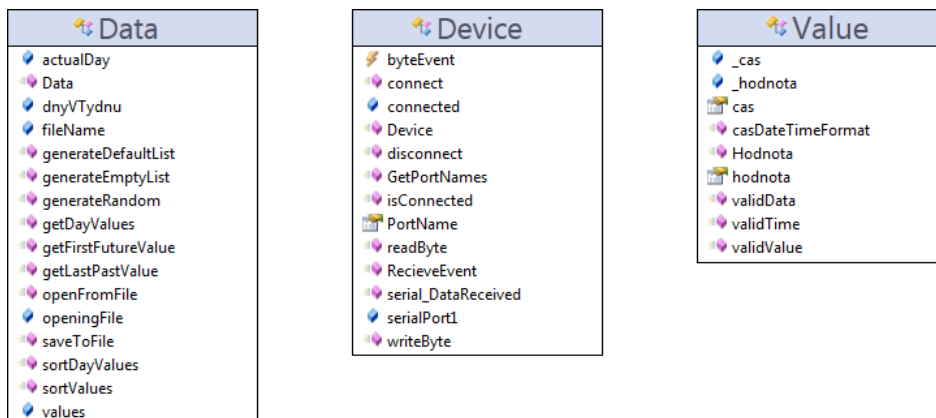 Data
actualDay
Data
dnyVTydnu
fileName
generateDefaultList
generateEmptyList
generateRandom
getDayValues
getFirstFutureValue
getLastPastValue
openFromFile
openingFile
saveToFile
sortDayValues
sortValues
values
Device
byteEvent
connect
connected
Device
disconnect
GetPortNames
isConnected
PortName
readByte
RecieveEvent
serial_DataReceived
serialPort1
writeByte
Value
_cas
_hodnota
cas
casDateTimeFormat
Hodnota
hodnota
validData
validTime
validValue